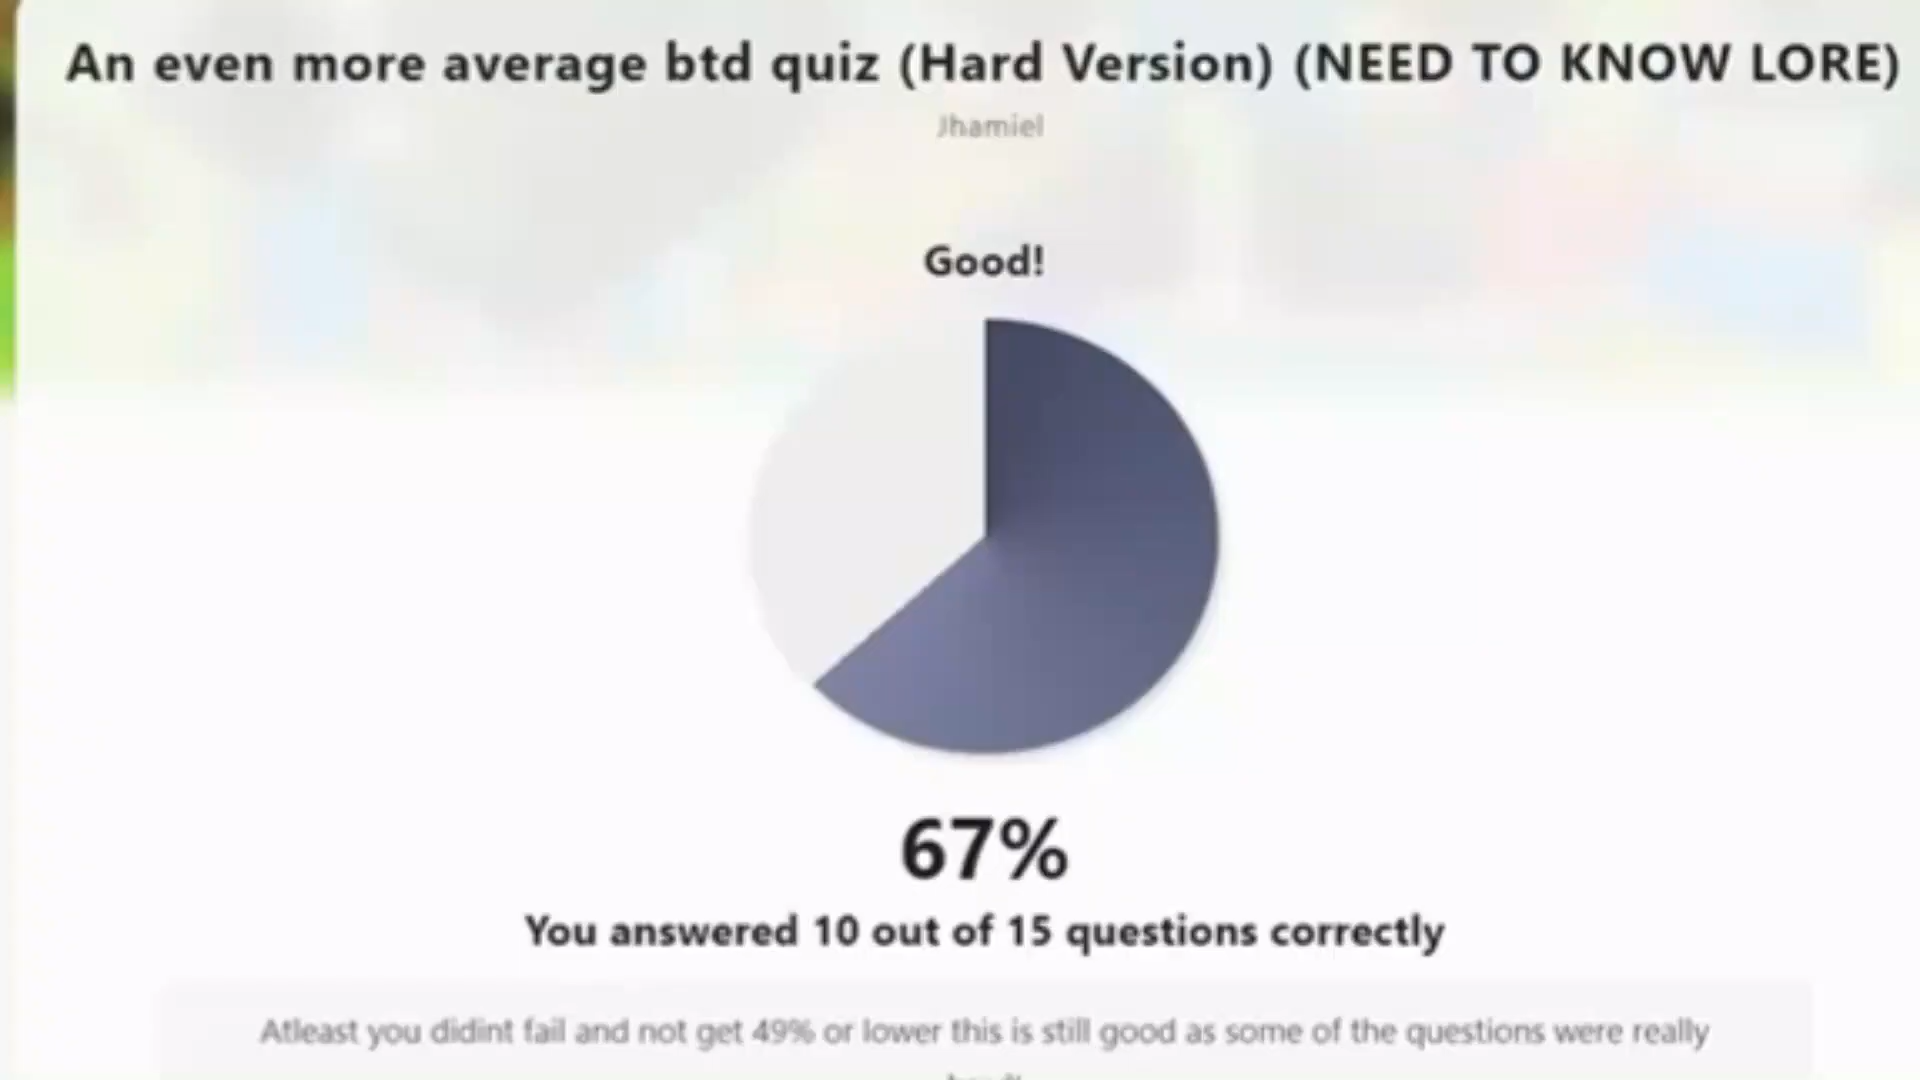 An even more average btd quiz (Hard Version) (NEED TO KNOW LORE)
Jhamiel
Good!
67%
You answered 10 out of 15 questions correctly
Atleast you didint fail and not get 49% or lower this is still good as some of the questions were really